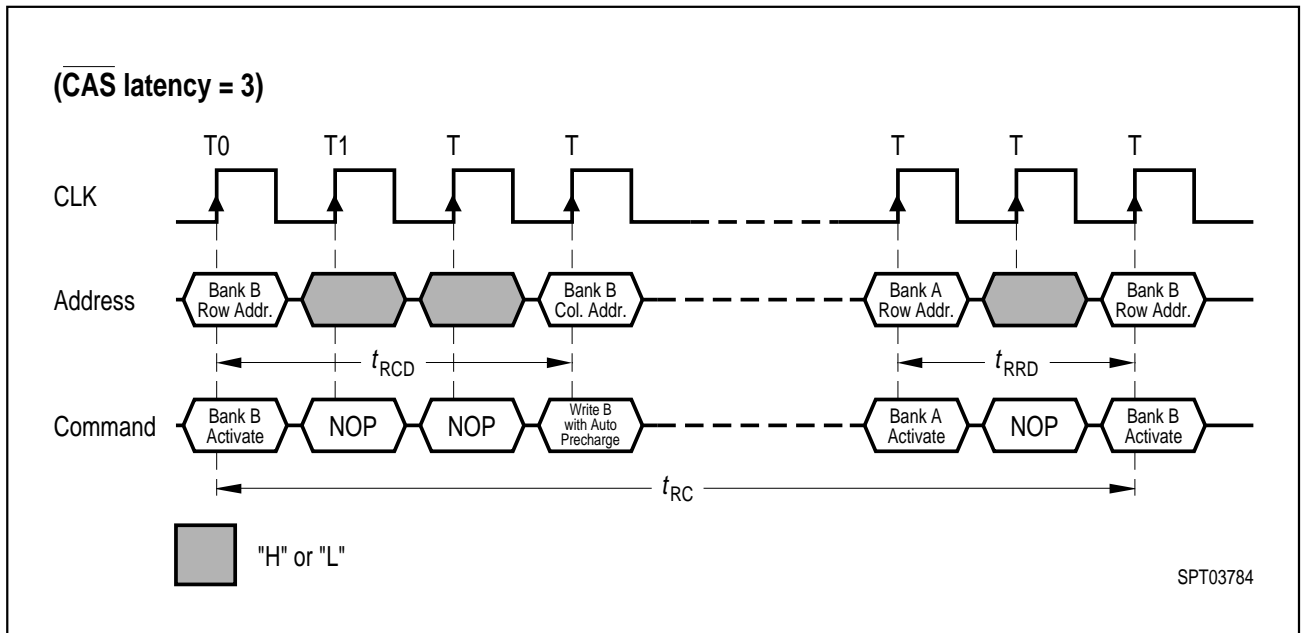 (CAS latency = 3)
T0 T1 T T T T T
CLK
Address
Bank B
Row Addr.
Bank B
Col. Addr.
Bank A
Row Addr.
Bank B
Row Addr.
tRCD
tRRD
Command
Bank B
Activate
NOP
NOP
Write B
with Auto
Precharge
Bank A
Activate
NOP
Bank B
Activate
tRC
"H" or "L"
SPT03784